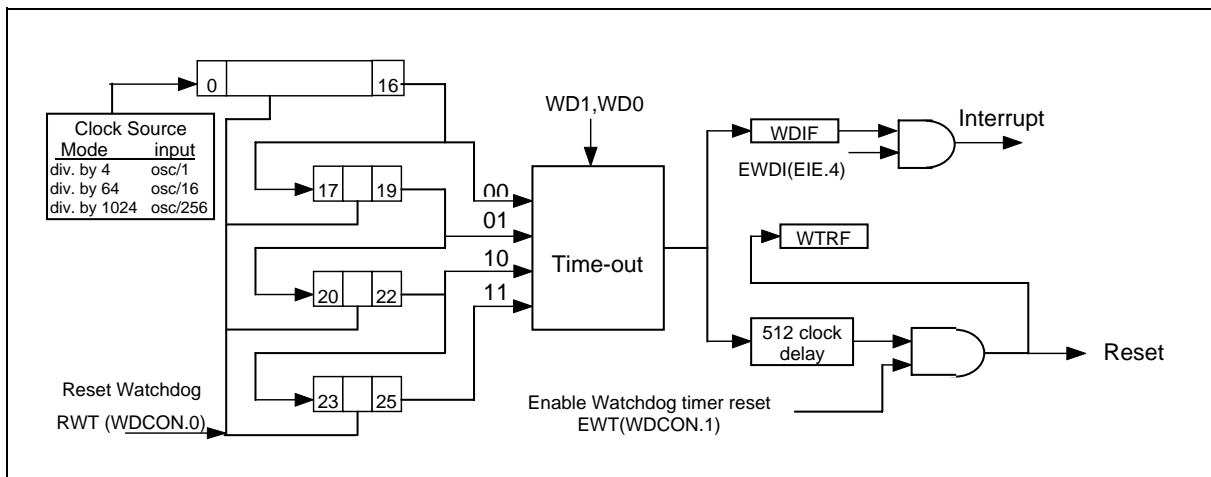 0
16
Clock Source
Mode input
div. by 4 osc/1
div. by 64 osc/16
div. by 1024 osc/256
17 19
20 22
23 25
Reset Watchdog
RWT (WDCON.0)
WD1,WD0
00
01
10
11
Time-out
WDIF
EWDI(EIE.4)
Interrupt
WTRF
512 clock
delay
Reset
Enable Watchdog timer reset
EWT(WDCON.1)